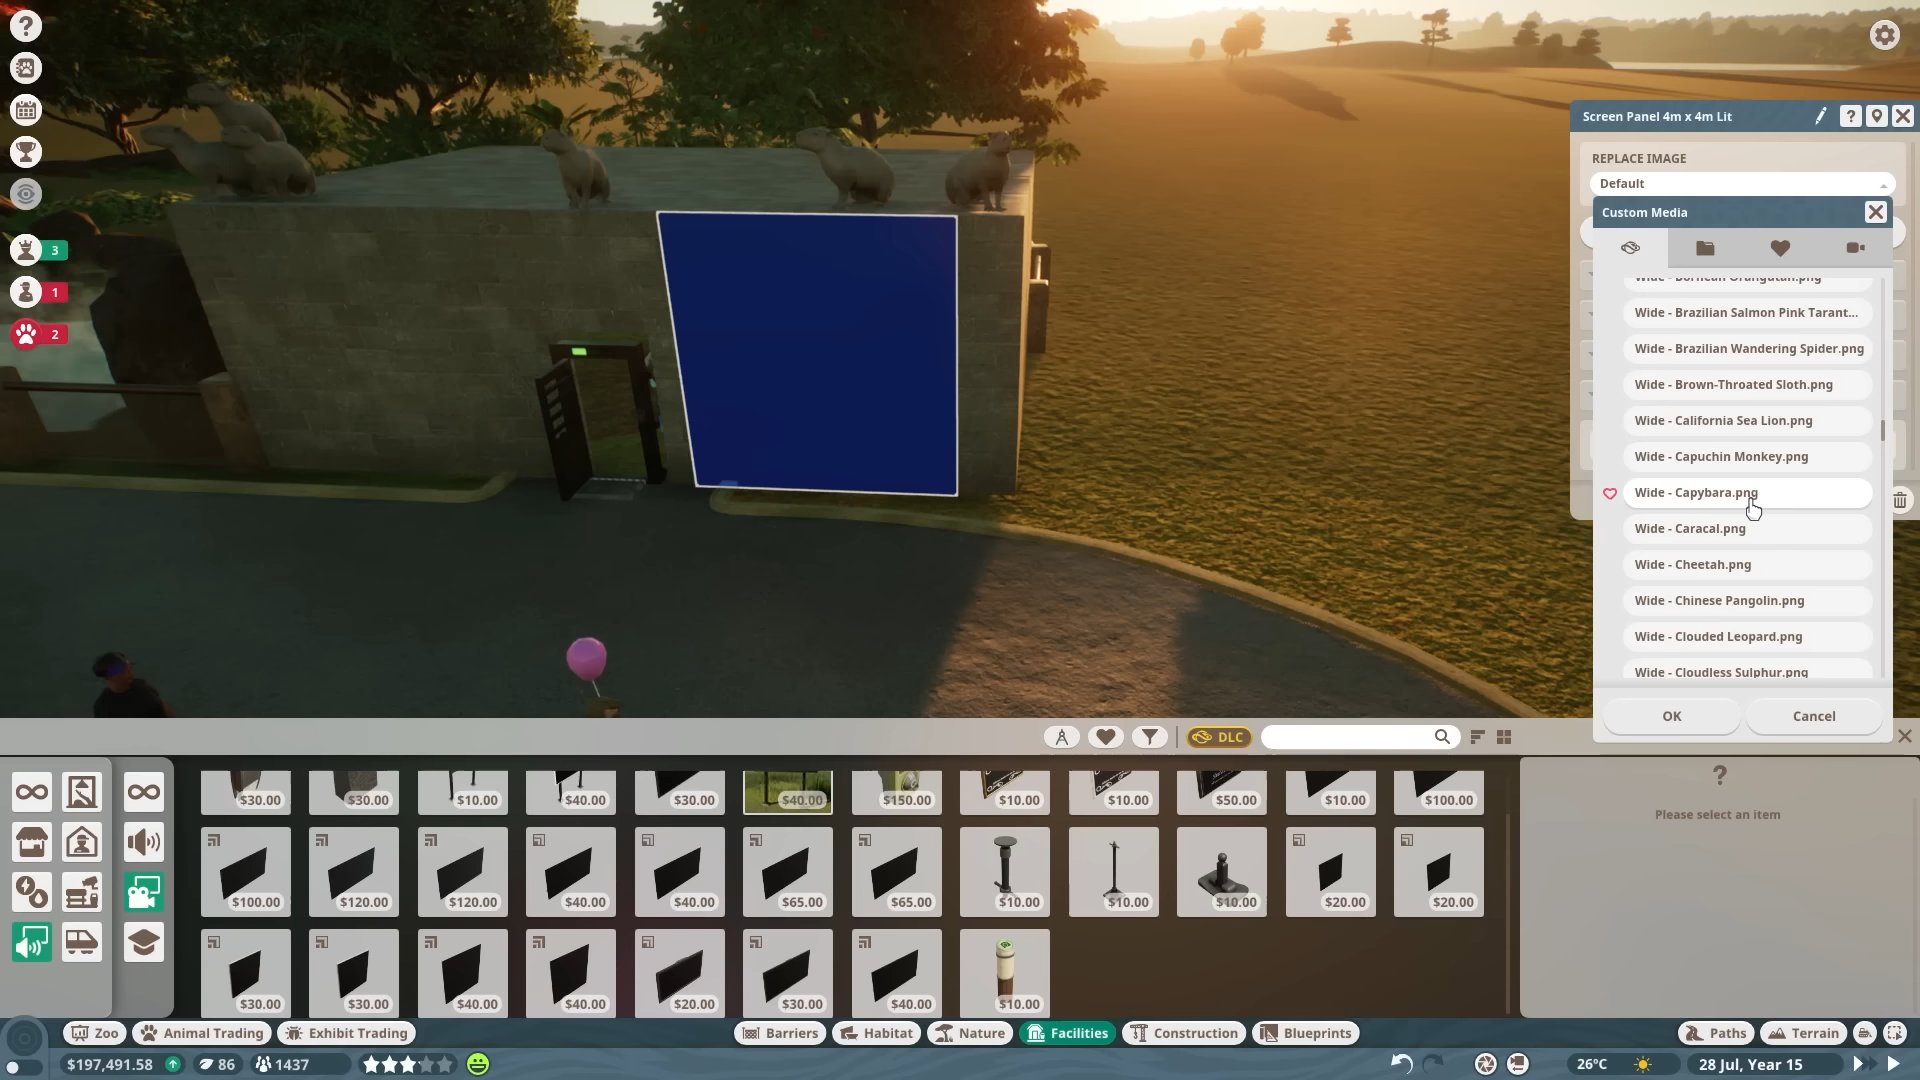 ?
3
1
2
Screen Panel 4m x 4m Lit
?
REPLACE IMAGE
Default
Custom Media
Wide - Bornean Orangutan.png
Wide - Brazilian Salmon Pink Tarant...
Wide - Brazilian Wandering Spider.png
Wide - Brown-Throated Sloth.png
Wide - California Sea Lion.png
Wide - Capuchin Monkey.png
Wide - Capybara.png
Wide - Caracal.png
Wide - Cheetah.png
Wide - Chinese Pangolin.png
Wide - Clouded Leopard.png
Wide - Cloudless Sulphur.png
OK Cancel
DLC
$30.00 $30.00 $10.00 $40.00 $30.00 $40.00 $150.00 $10.00 $10.00 $50.00 $10.00 $100.00
$100.00 $120.00 $120.00 $40.00 $40.00 $65.00 $65.00 $10.00 $10.00 $10.00 $20.00 $20.00
$30.00 $30.00 $40.00 $40.00 $20.00 $30.00 $40.00 $10.00
?
Please select an item
Zoo Animal Trading Exhibit Trading Barriers Habitat Nature Facilities Construction Blueprints Paths Terrain
$197,491.58 86 1437 26°C 28 Jul, Year 15